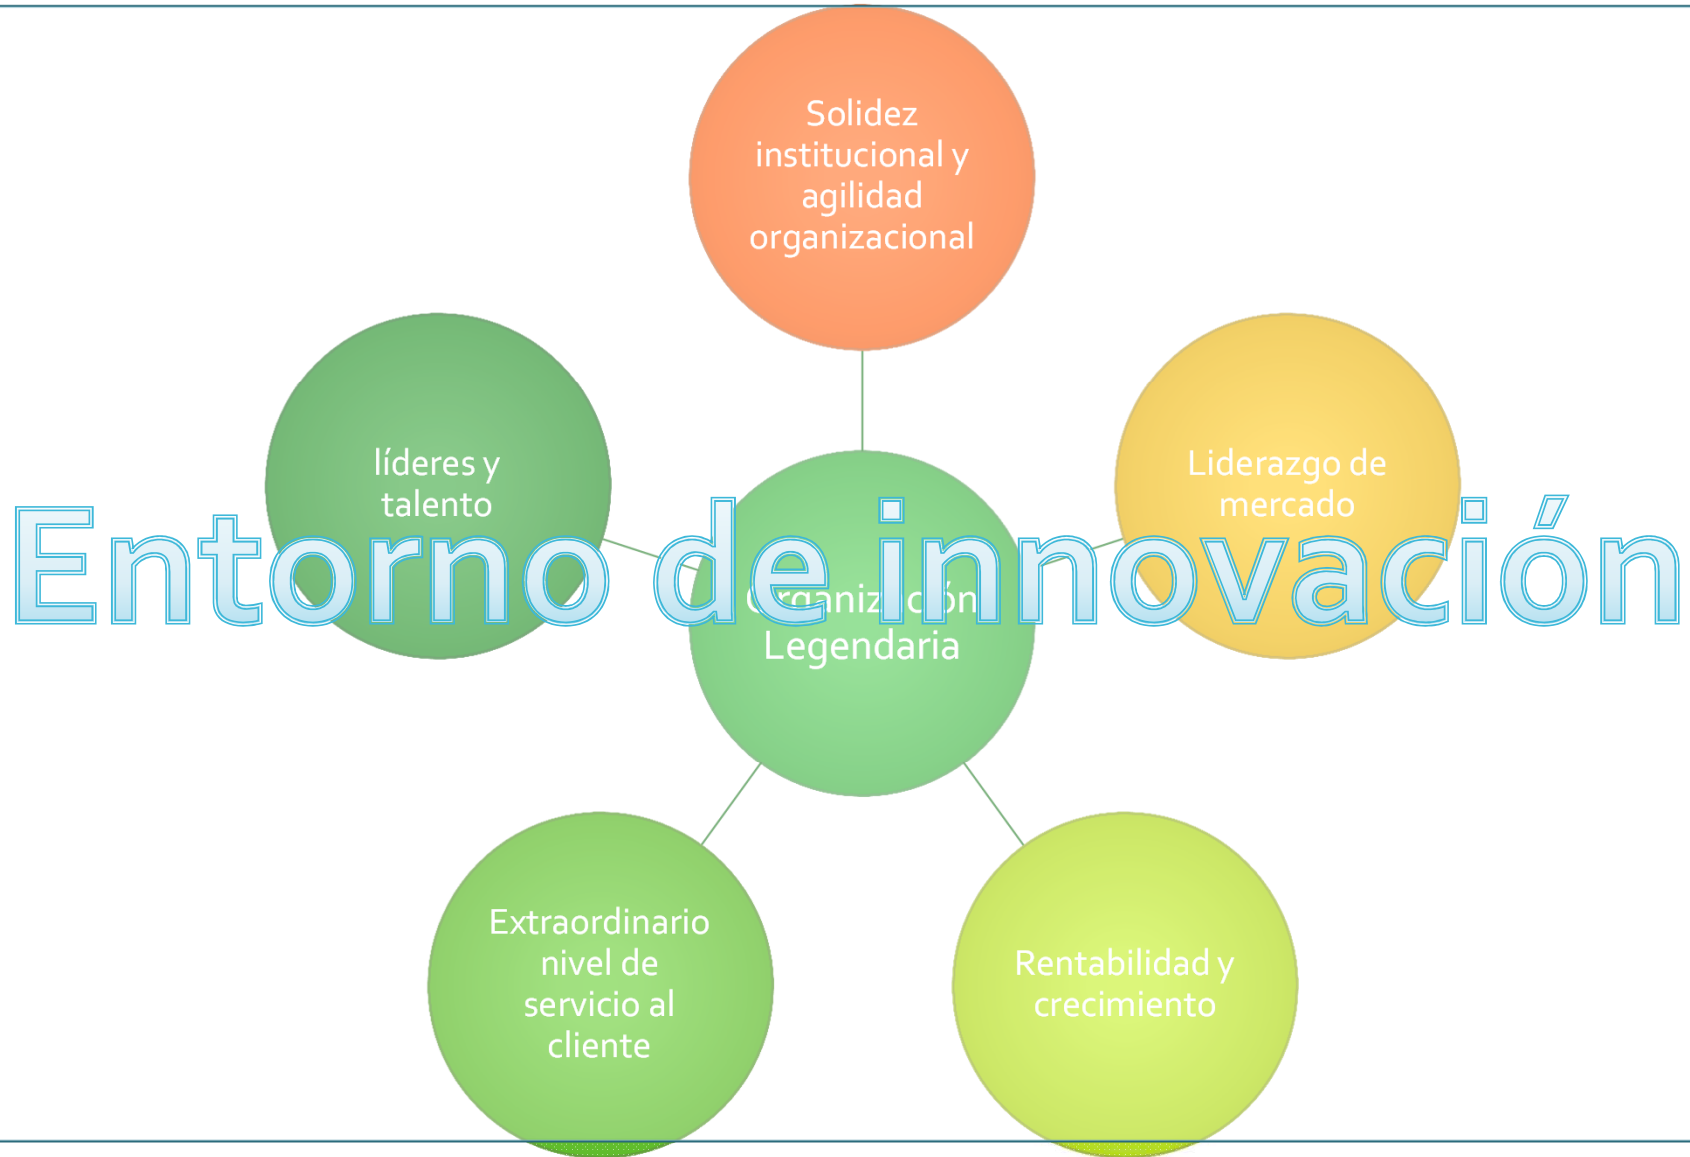 Solidez
institucional y
agilidad
organizacional
líderes y
talento
Liderazgo de
mercado
Entorno de innovación
Organización
Legendaria
Extraordinario
nivel de
servicio al
cliente
Rentabilidad y
crecimiento